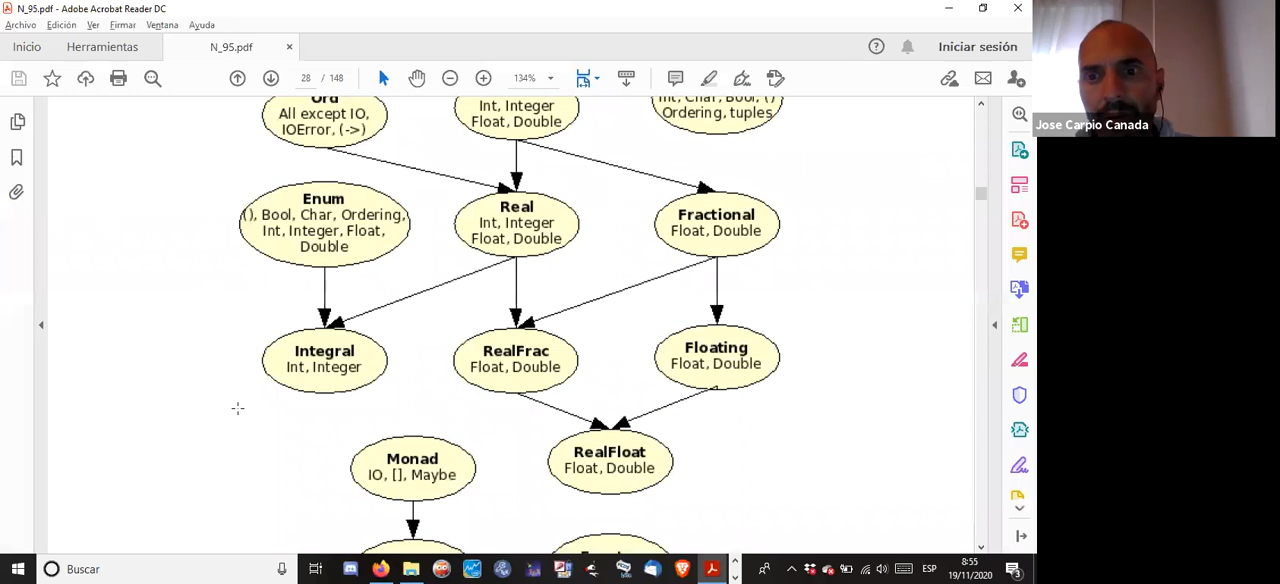 N_95.pdf - Adobe Acrobat Reader DC
Archivo Edición Ver Firmar Ventana Ayuda
Inicio Herramientas N_95.pdf × Iniciar sesión
28 / 148 134%
Ord
All except IO,
IOError, (->)
Int, Integer
Float, Double
Int, Char, Bool, ()
Ordering, tuples
Jose Carpio Canada
Enum
(), Bool, Char, Ordering,
Int, Integer, Float,
Double
Real
Int, Integer
Float, Double
Fractional
Float, Double
Integral
Int, Integer
RealFrac
Float, Double
Floating
Float, Double
Monad
IO, [], Maybe
RealFloat
Float, Double
Buscar
ESP
8:55
19/11/2020